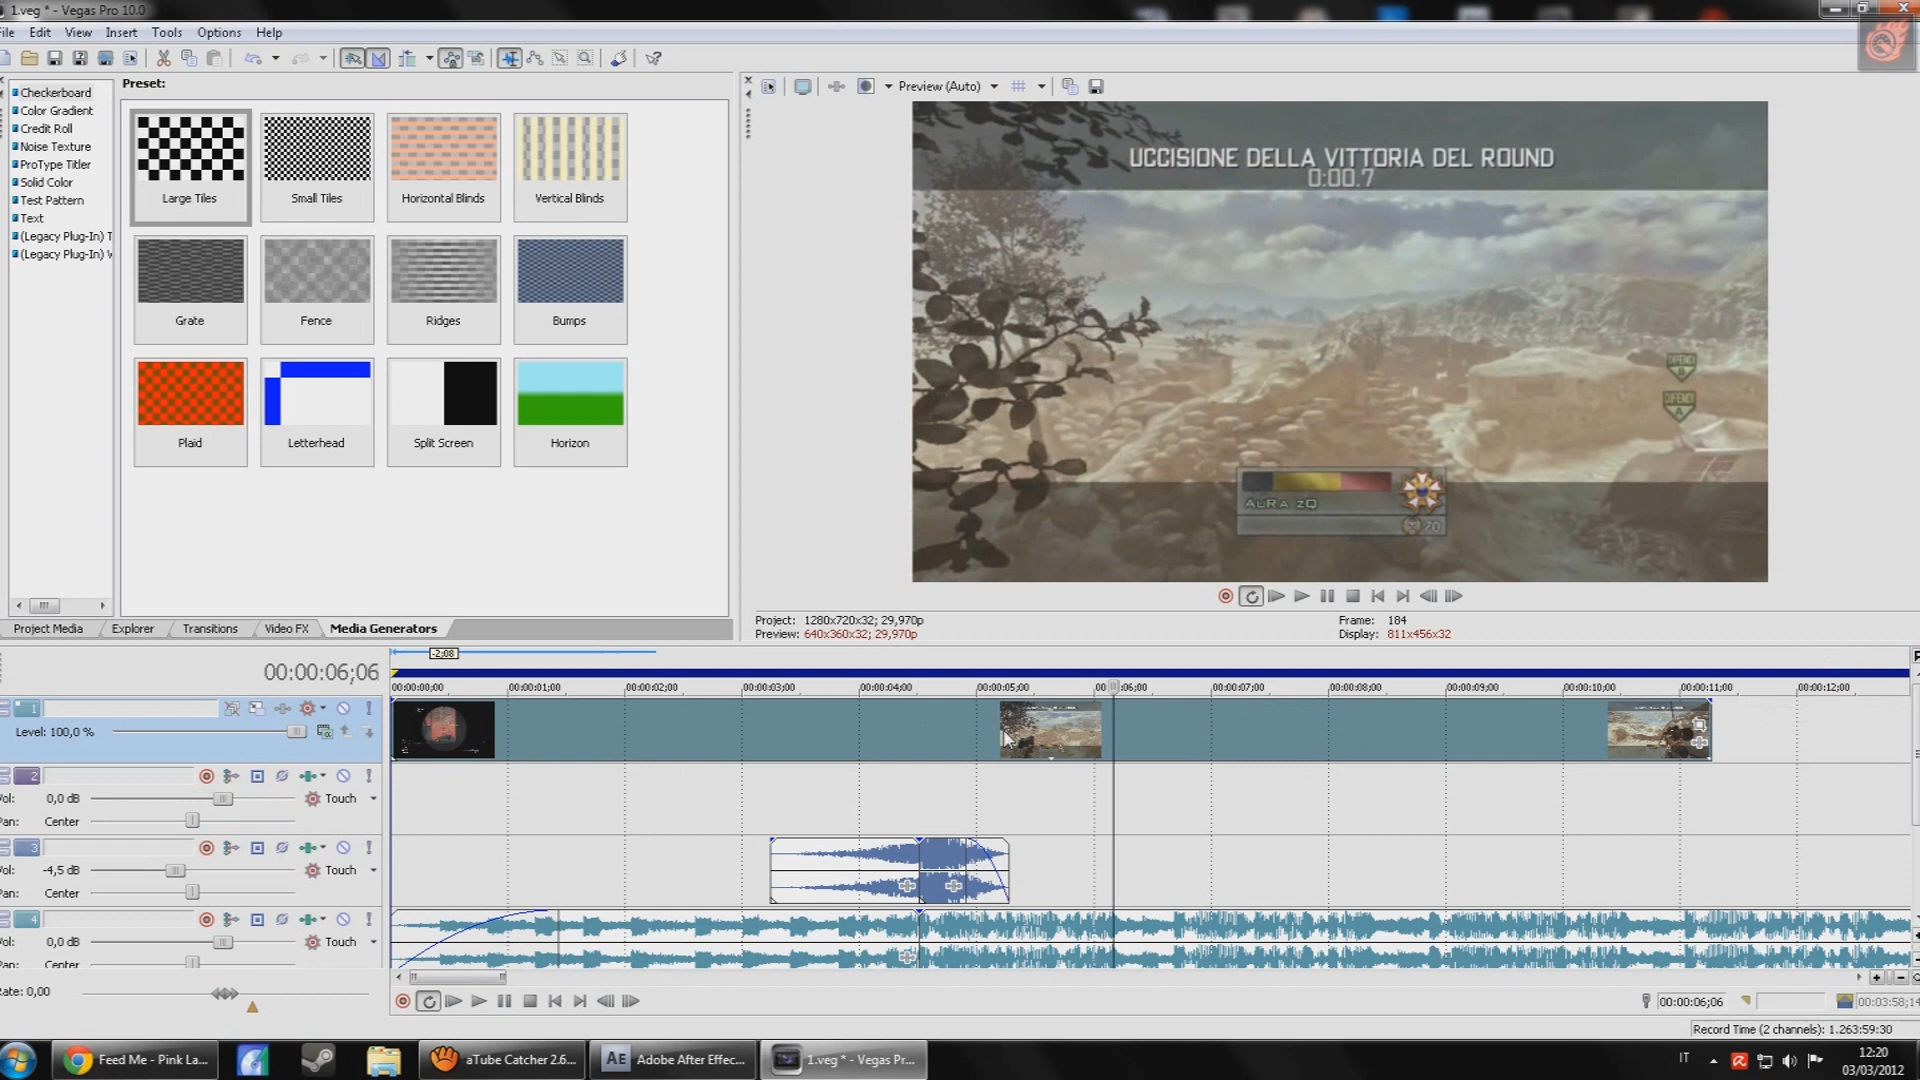 1.veg * - Vegas Pro 10.0
File Edit View Insert Tools Options Help
Preset:
Checkerboard
Color Gradient
Credit Roll
Noise Texture
ProType Titler
Solid Color
Test Pattern
Text
(Legacy Plug-In) T
(Legacy Plug-In) V
Large Tiles
Small Tiles
Horizontal Blinds
Vertical Blinds
Grate
Fence
Ridges
Bumps
Plaid
Letterhead
Split Screen
Horizon
Project Media Explorer Transitions Video FX Media Generators
Preview (Auto)
UCCISIONE DELLA VITTORIA DEL ROUND
0:00.7
DIFENDI
B
DIFENDI
A
AURA zQ
70
Project: 1280x720x32; 29,970p
Preview: 640x360x32; 29,970p
Frame: 184
Display: 811x456x32
-2;08
00:00:06;06
00:00:00;00 00:00:01;00 00:00:02;00 00:00:03;00 00:00:04;00 00:00:05;00 00:00:06;00 00:00:07;00 00:00:08;00 00:00:09;00 00:00:10;00 00:00:11;00 00:00:12;00
1
Level: 100,0 %
2
Vol: 0,0 dB Touch
Pan: Center
3
Vol: -4,5 dB Touch
Pan: Center
4
Vol: 0,0 dB Touch
Pan: Center
Rate: 0,00
00:00:06;06
00:03:58;14
Record Time (2 channels): 1.263:59:30
Feed Me - Pink La...
aTube Catcher 2.6...
AE Adobe After Effec...
1.veg * - Vegas Pr...
IT
12:20
03/03/2012